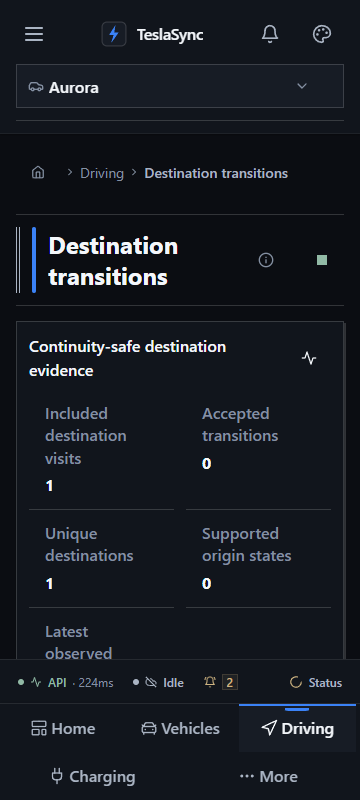 TeslaSync
Aurora
Driving
Destination transitions
Destination
transitions
Continuity-safe destination
evidence
Included
destination
visits
1
Accepted
transitions
0
Unique
destinations
1
Supported
origin states
0
Latest
observed
API · 224ms
Idle
2
Status
Home
Vehicles
Driving
Charging
More